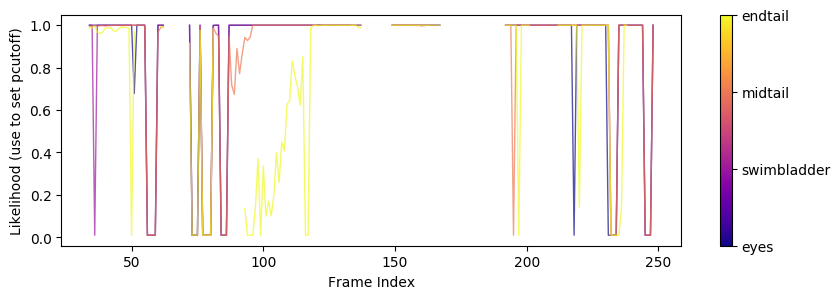 Likelihood (use to set pcutoff)
1.0
0.8
0.6
0.4
0.2
0.0
50
100
150
200
250
Frame Index
endtail
midtail
swimbladder
eyes